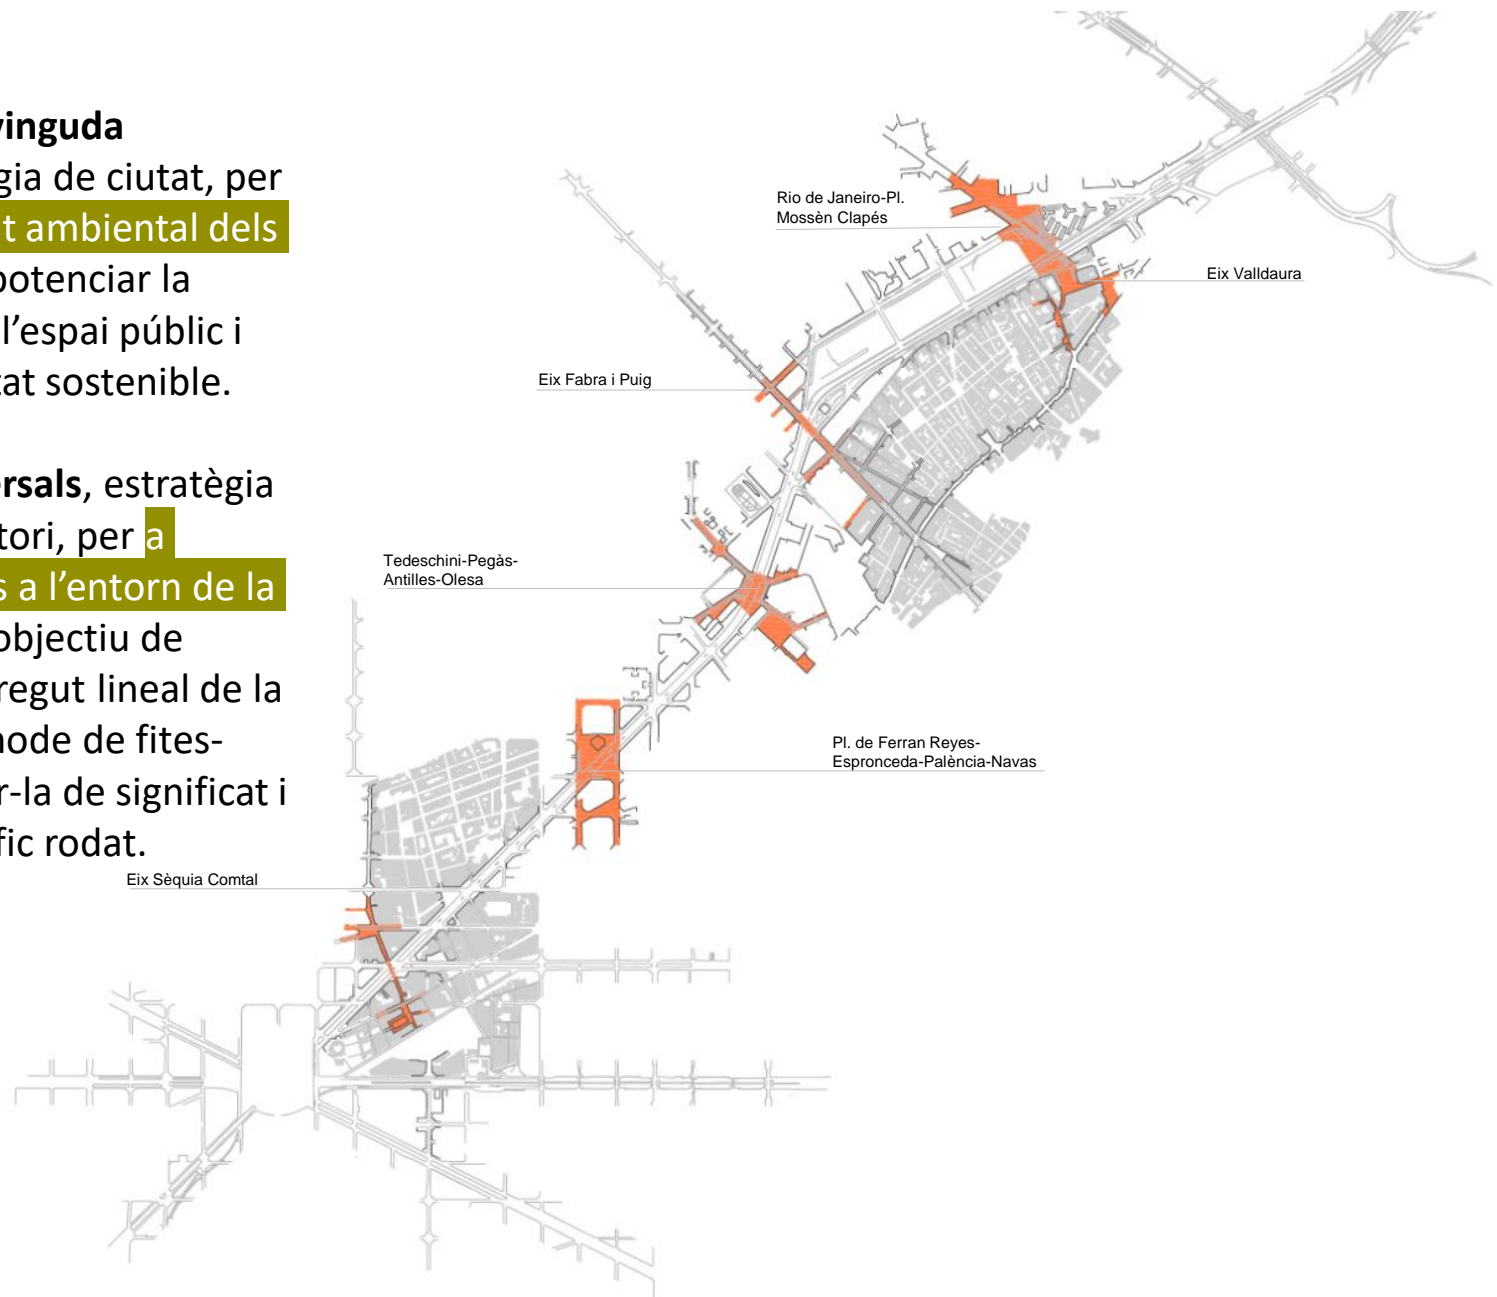 vinguda
gia de ciutat, per
t ambiental dels
potenciar la
l’espai públic i
tat sostenible.
ersals, estratègia
tori, per a
s a l’entorn de la
objectiu de
regut lineal de la
node de fites-
r-la de significat i
fic rodat.
Rio de Janeiro-Pl.
Mossèn Clapés
Eix Valldaura
Eix Fabra i Puig
Tedeschini-Pegàs-
Antilles-Olesa
Pl. de Ferran Reyes-
Espronceda-Palència-Navas
Eix Sèquia Comtal